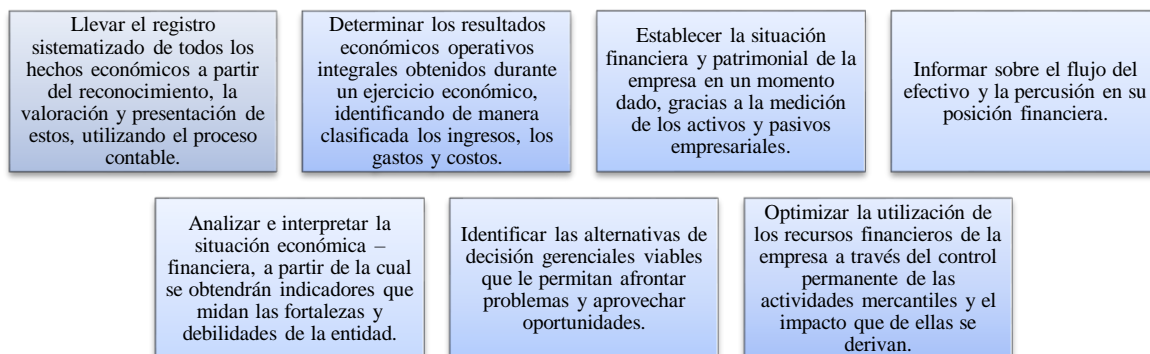 Llevar el registro
sistematizado de todos los
hechos económicos a partir
del reconocimiento, la
valoración y presentación de
estos, utilizando el proceso
contable.
Determinar los resultados
económicos operativos
integrales obtenidos durante
un ejercicio económico,
identificando de manera
clasificada los ingresos, los
gastos y costos.
Establecer la situación
financiera y patrimonial de la
empresa en un momento
dado, gracias a la medición
de los activos y pasivos
empresariales.
Informar sobre el flujo del
efectivo y la percusión en su
posición financiera.
Analizar e interpretar la
situación económica –
financiera, a partir de la cual
se obtendrán indicadores que
midan las fortalezas y
debilidades de la entidad.
Identificar las alternativas de
decisión gerenciales viables
que le permitan afrontar
problemas y aprovechar
oportunidades.
Optimizar la utilización de
los recursos financieros de la
empresa a través del control
permanente de las
actividades mercantiles y el
impacto que de ellas se
derivan.